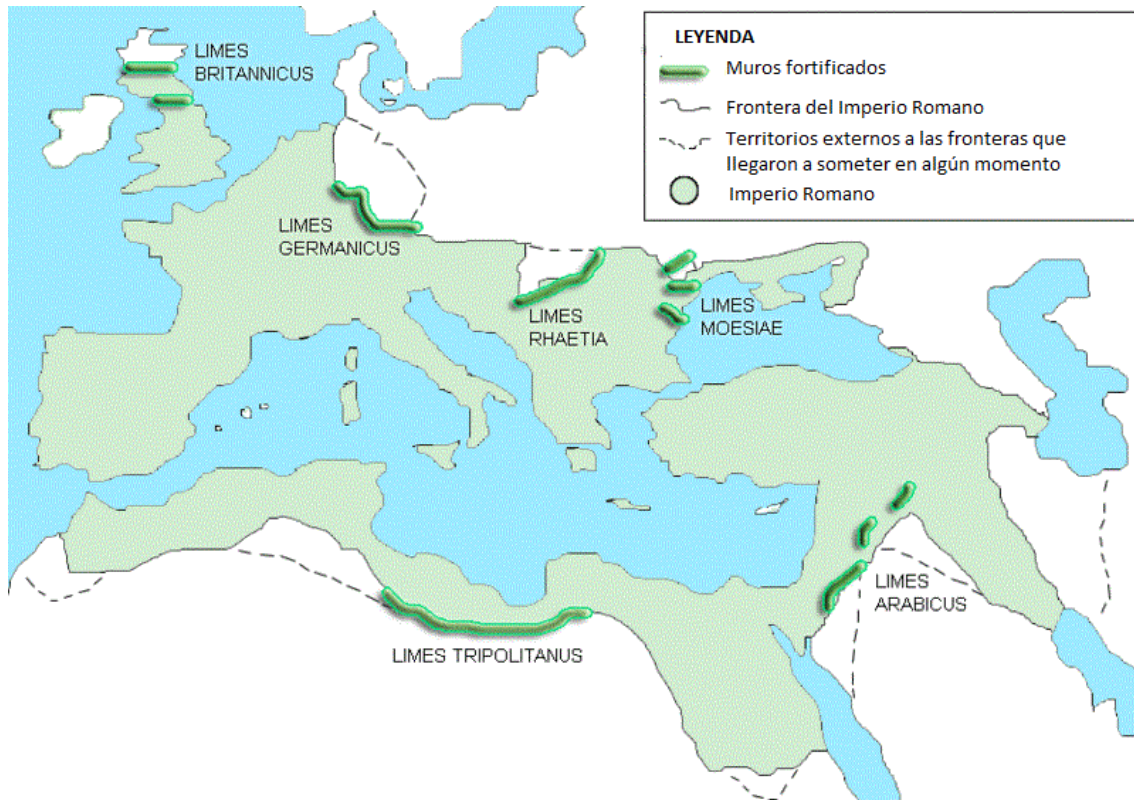 LEYENDA
Muros fortificados
Frontera del Imperio Romano
Territorios externos a las fronteras que
llegaron a someter en algún momento
Imperio Romano
LIMES
BRITANNICUS
LIMES
GERMANICUS
LIMES
RHAETIA
LIMES
MOESIAE
LIMES
ARABICUS
LIMES TRIPOLITANUS